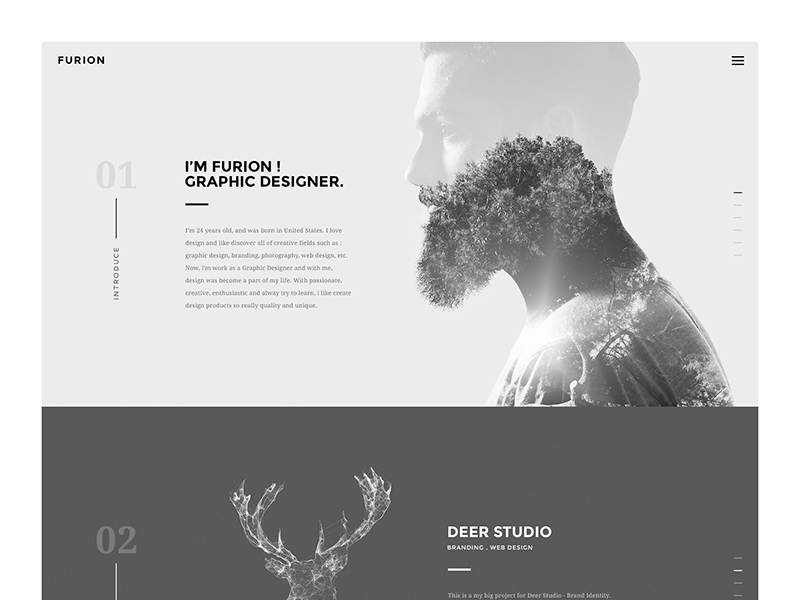 FURION
01
INTRODUCE
I'M FURION !
GRAPHIC DESIGNER.
I'm 24 years old, and was born in United States. I love
design and like discover all of creative fields such as :
graphic design, branding, photography, web design, etc.
Now, i'm work as a Graphic Designer and with me,
design was become a part of my life. With passionate,
creative, enthusiastic and alway try to learn, i like create
design products so really quality and unique.
02
DEER STUDIO
BRANDING , WEB DESIGN
This is a my big project for Deer Studio - Brand Identity.